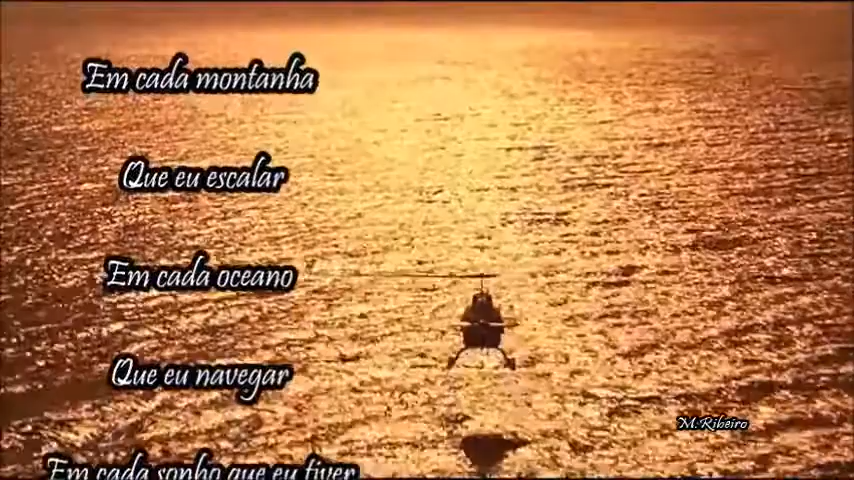 Em cada montanha
Que eu escalar
Em cada oceano
Que eu navegar
M.Ribeiro
Em cada sonho que eu tiver